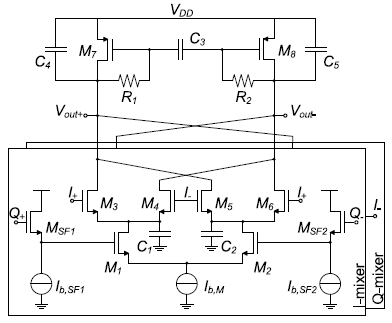 VDD
C4 M7 C3 M8 C5
R1 R2
Vout+ Vout-
I+ M3 M4 I- M5 M6 I+
Q+ MSF1 C1 C2 MSF2 Q- I-
M1 M2
Ib,SF1 Ib,M Ib,SF2
I-mixer
Q-mixer